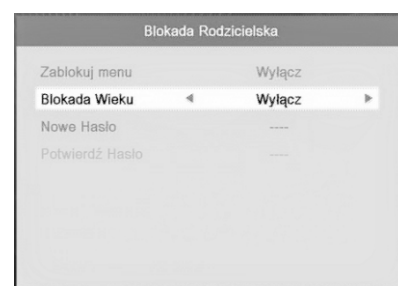 Blokada Rodzicielska
Zablokuj menu Wyłącz
Blokada Wieku ◀ Wyłącz ▶
Nowe Hasło ----
Potwierdź Hasło ----